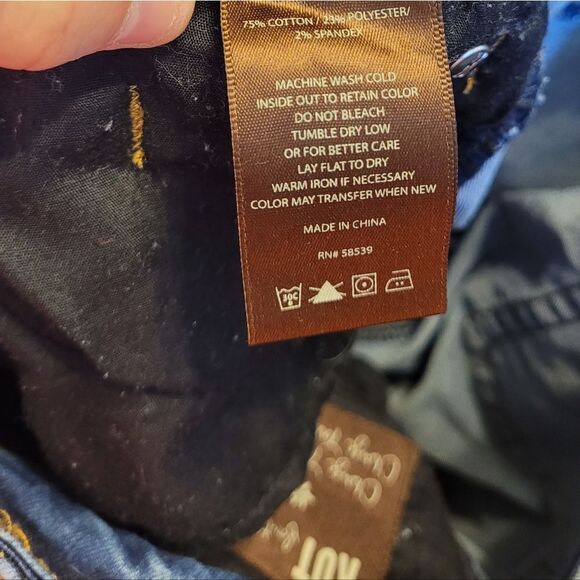 75% COTTON / 23% POLYESTER/
2% SPANDEX
MACHINE WASH COLD
INSIDE OUT TO RETAIN COLOR
DO NOT BLEACH
TUMBLE DRY LOW
OR FOR BETTER CARE
LAY FLAT TO DRY
WARM IRON IF NECESSARY
COLOR MAY TRANSFER WHEN NEW
MADE IN CHINA
RN# 58539
30C
KUT